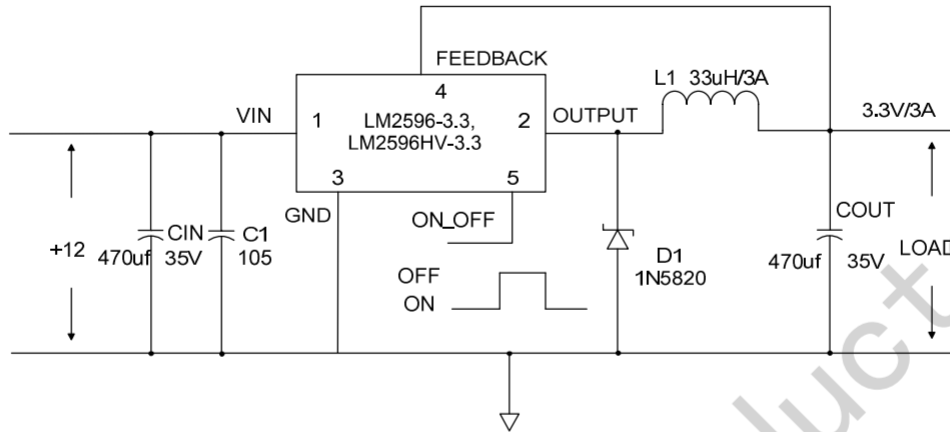 FEEDBACK
L1 33uH/3A
4
VIN
1
LM2596-3.3,
LM2596HV-3.3
2
OUTPUT
3.3V/3A
3
5
GND
ON_OFF
COUT
CIN
C1
+12
470uf
35V
105
D1
1N5820
470uf
35V
LOAD
OFF
ON
duct